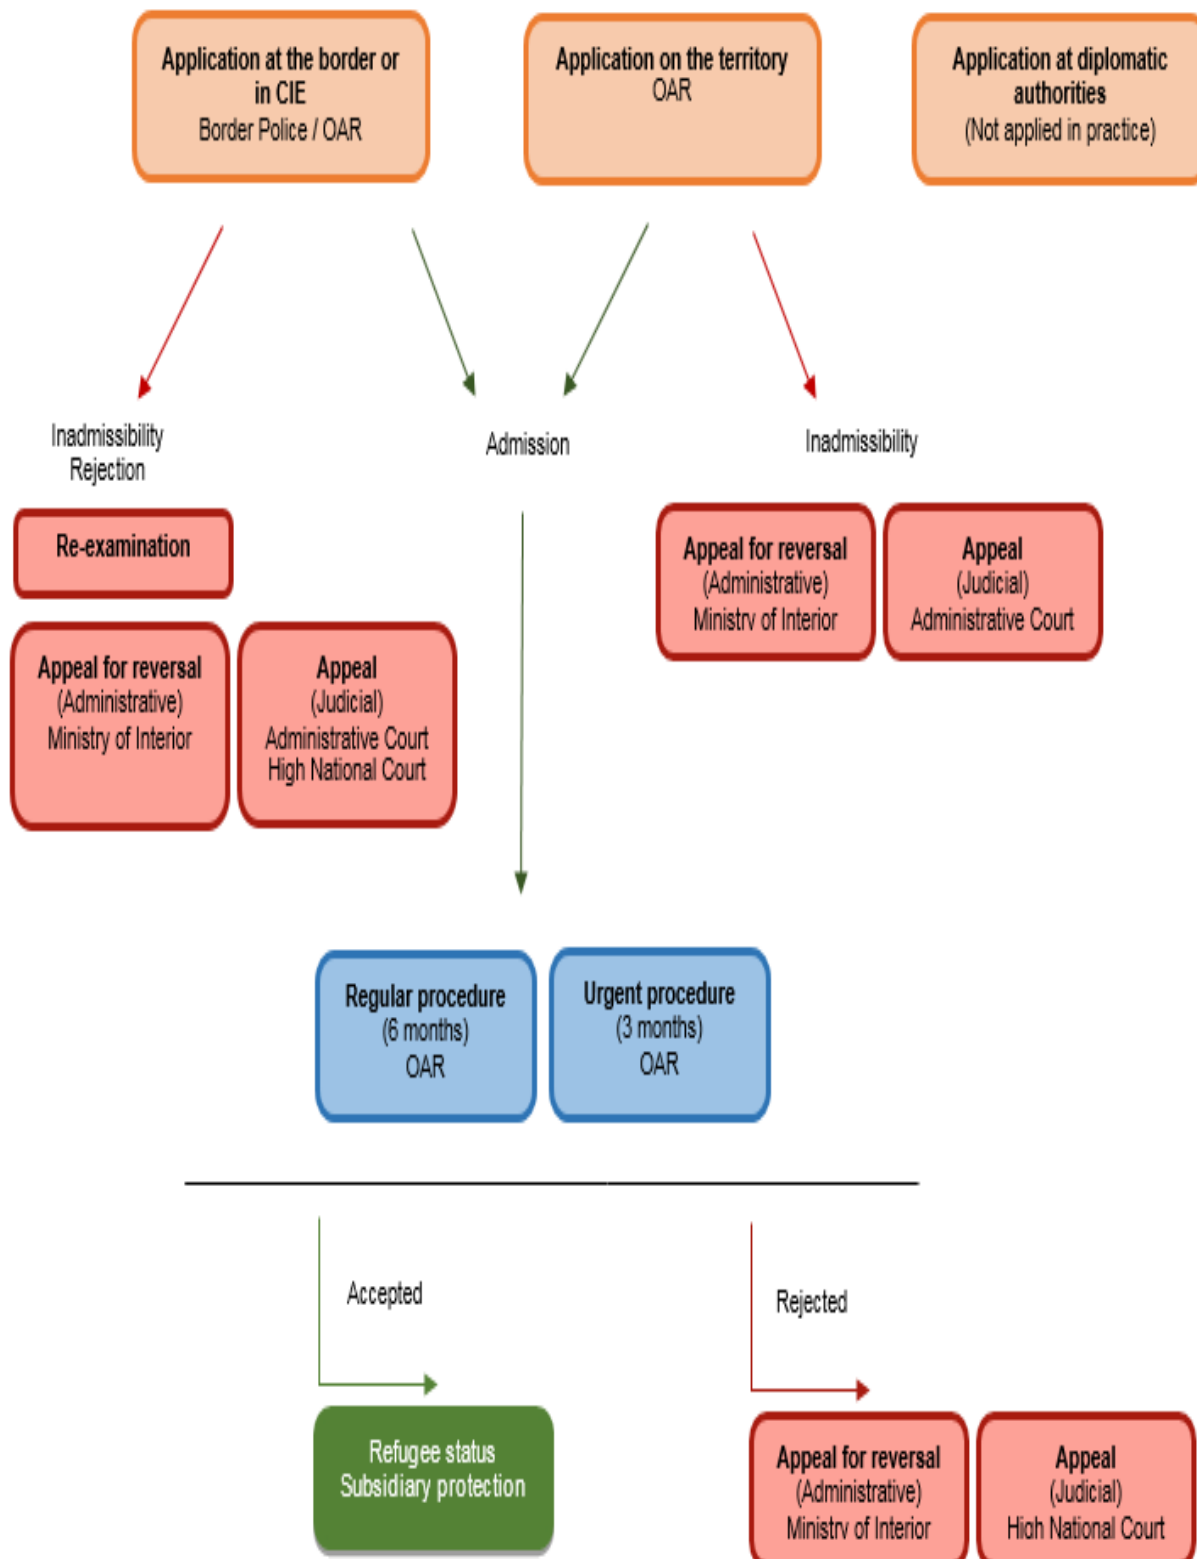 Application at the border or
in CIE
Border Police / OAR
Application on the territory
OAR
Application at diplomatic
authorities
(Not applied in practice)
Inadmissibility
Rejection
Admission
Inadmissibility
Re-examination
Appeal for reversal
(Administrative)
Ministry of Interior
Appeal
(Judicial)
Administrative Court
High National Court
Appeal for reversal
(Administrative)
Ministry of Interior
Appeal
(Judicial)
Administrative Court
Regular procedure
(6 months)
OAR
Urgent procedure
(3 months)
OAR
Accepted
Rejected
Refugee status
Subsidiary protection
Appeal for reversal
(Administrative)
Ministry of Interior
Appeal
(Judicial)
High National Court